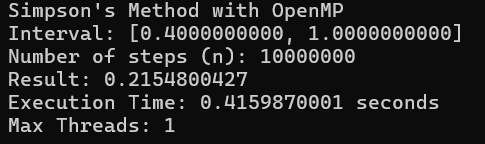 Simpson's Method with OpenMP
Interval: [0.4000000000, 1.0000000000]
Number of steps (n): 10000000
Result: 0.2154800427
Execution Time: 0.4159870001 seconds
Max Threads: 1